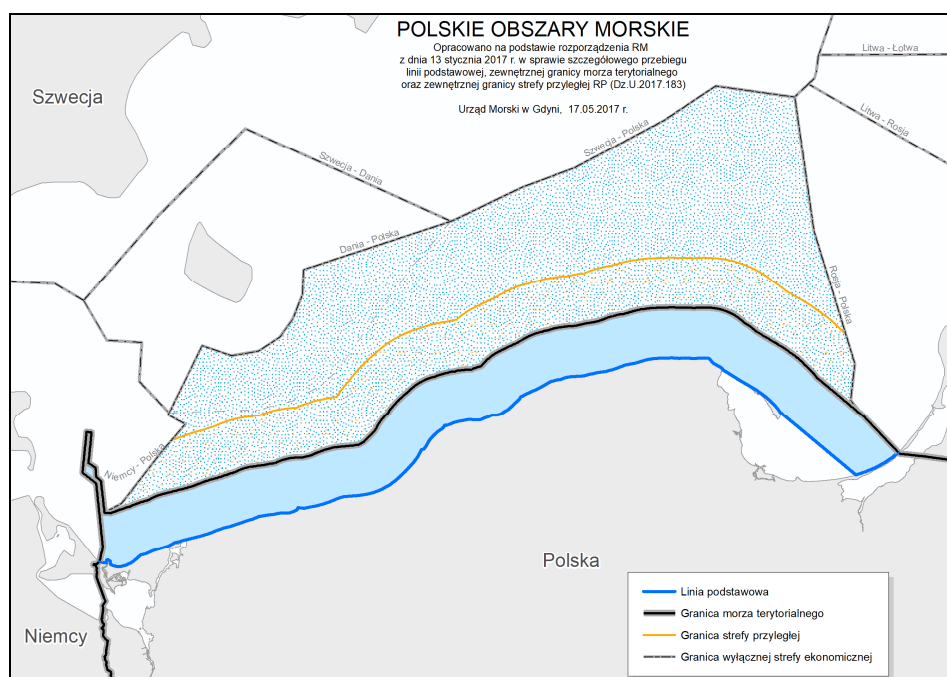 POLSKIE OBSZARY MORSKIE
Opracowano na podstawie rozporządzenia RM
z dnia 13 stycznia 2017 r. w sprawie szczegółowego przebiegu
linii podstawowej, zewnętrznej granicy morza terytorialnego
oraz zewnętrznej granicy strefy przyległej RP (Dz.U.2017.183)
Urząd Morski w Gdyni, 17.05.2017 r.
Litwa - Łotwa
Szwecja
Litwa - Rosja
Szwecja - Polska
Szwecja - Dania
Dania - Polska
Rosja - Polska
Niemcy - Polska
Polska
Niemcy
Linia podstawowa
Granica morza terytorialnego
Granica strefy przyległej
Granica wyłącznej strefy ekonomicznej